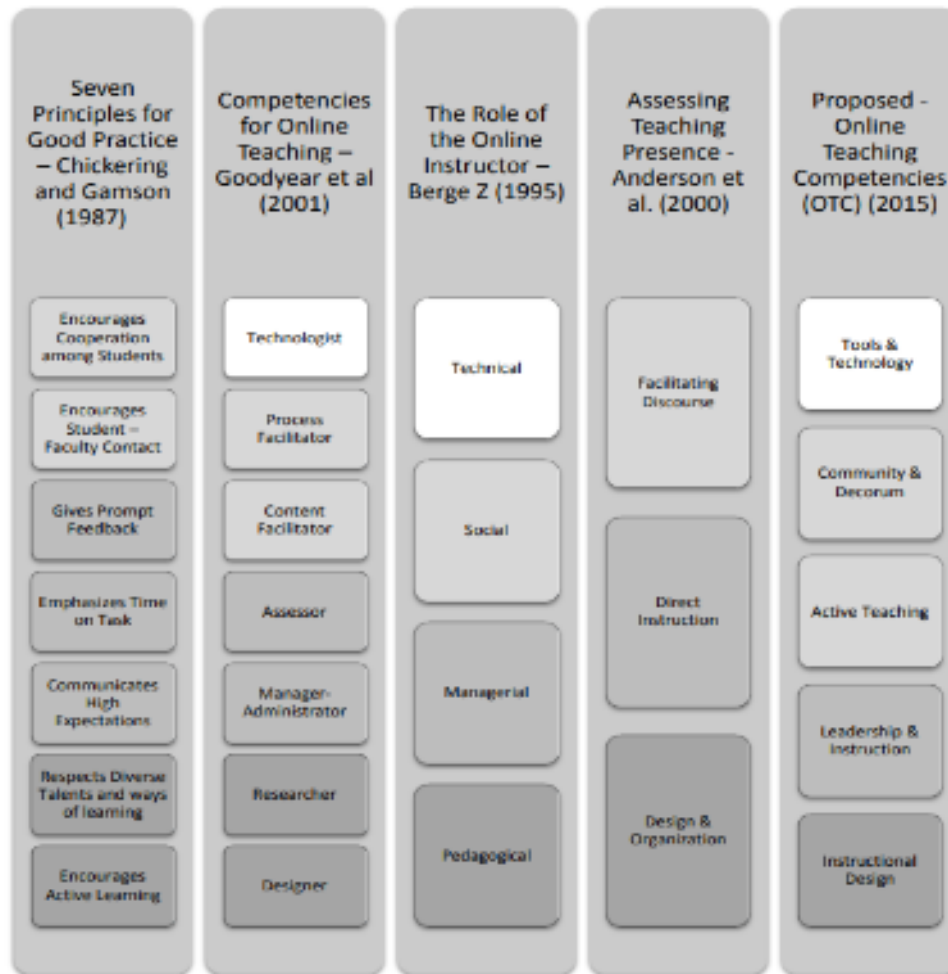 Seven
Principles for
Good Practice
– Chickering
and Gamson
(1987)
Encourages
Cooperation
among Students
Encourages
Student –
Faculty Contact
Gives Prompt
Feedback
Emphasizes Time
on Task
Communicates
High
Expectations
Respects Diverse
Talents and ways
of learning
Encourages
Active Learning
Competencies
for Online
Teaching –
Goodyear et al
(2001)
Technologist
Process
Facilitator
Content
Facilitator
Assessor
Manager-
Administrator
Researcher
Designer
The Role of
the Online
Instructor –
Berge Z (1995)
Technical
Social
Managerial
Pedagogical
Assessing
Teaching
Presence -
Anderson et
al. (2000)
Facilitating
Discourse
Direct
Instruction
Design &
Organization
Proposed -
Online
Teaching
Competencies
(OTC) (2015)
Tools &
Technology
Community &
Decorum
Active Teaching
Leadership &
Instruction
Instructional
Design